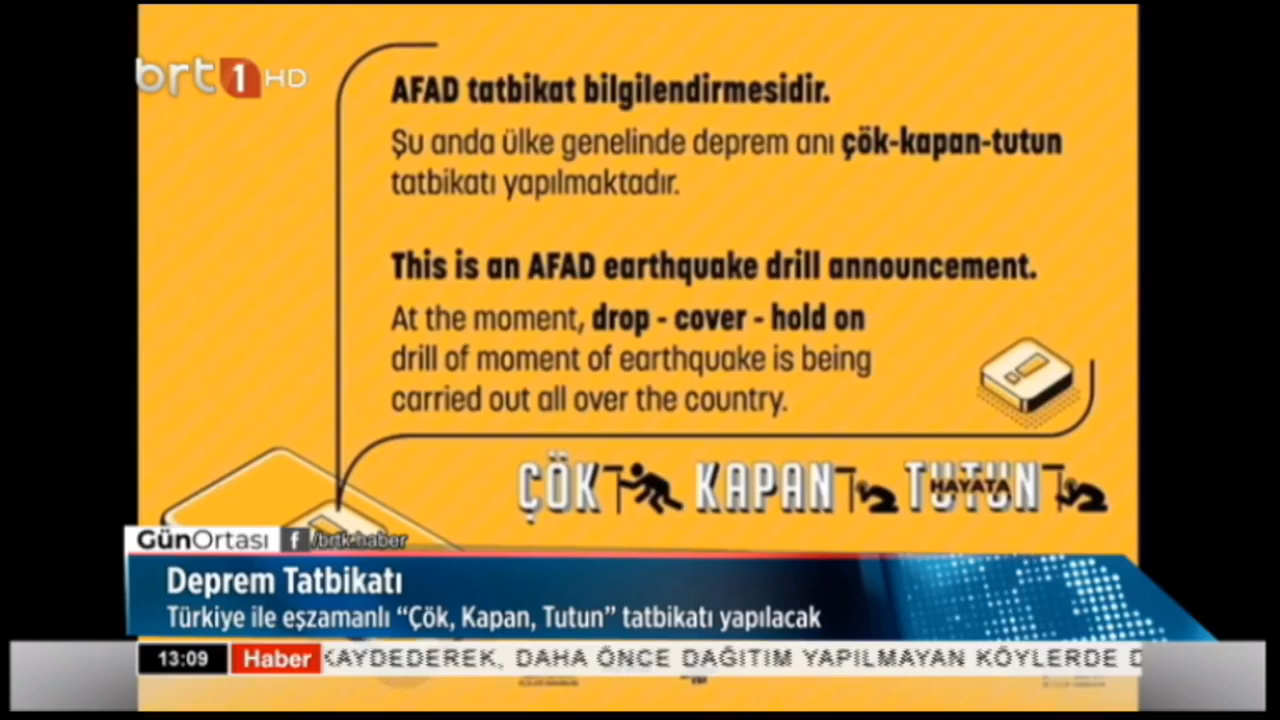 brt 1 HD
AFAD tatbikat bilgilendirmesidir.
Şu anda ülke genelinde deprem anı çök-kapan-tutun
tatbikatı yapılmaktadır.
This is an AFAD earthquake drill announcement.
At the moment, drop - cover - hold on
drill of moment of earthquake is being
carried out all over the country.
ÇÖK KAPAN TUTUN
HAYATA
GünOrtası f /brtk.haber
Deprem Tatbikatı
Türkiye ile eşzamanlı “Çök, Kapan, Tutun” tatbikatı yapılacak
13:09 Haber KAYDEDEREK, DAHA ÖNCE DAĞITIM YAPILMAYAN KÖYLERDE